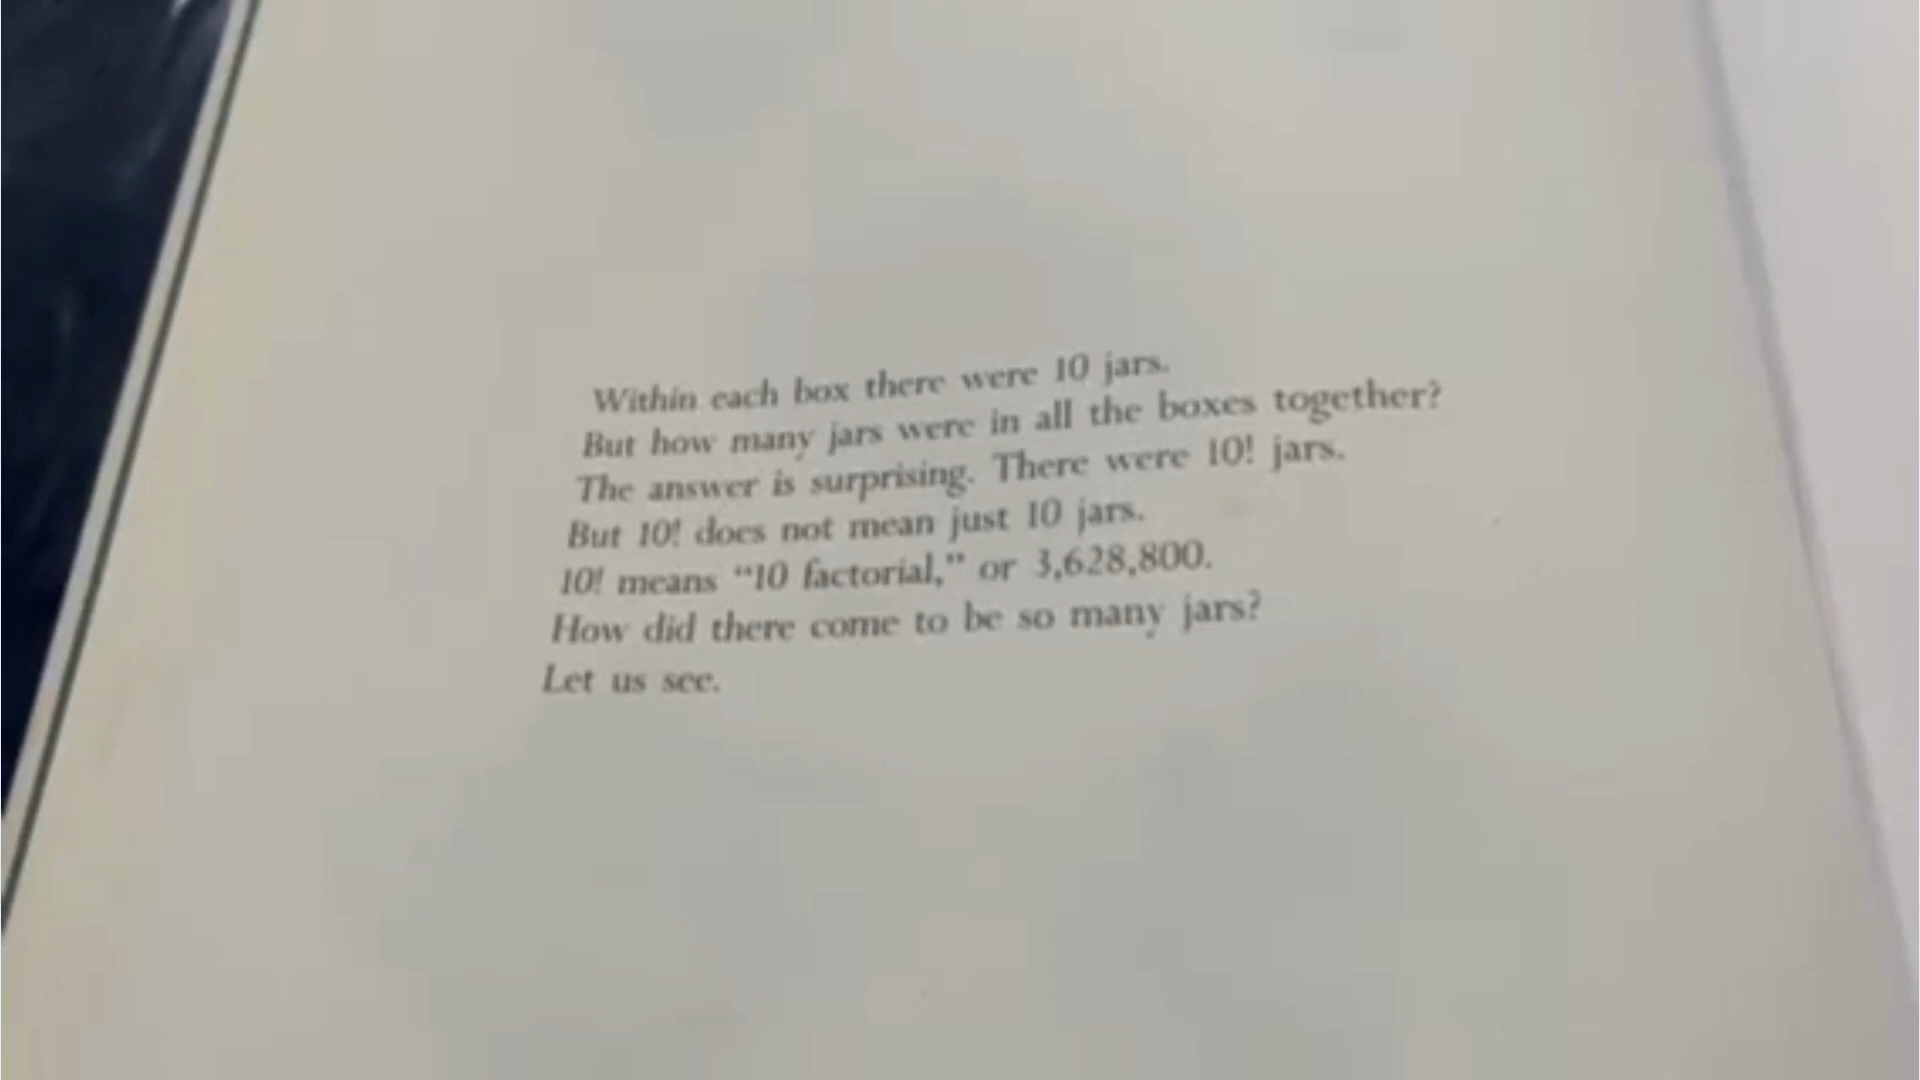 Within each box there were 10 jars.
But how many jars were in all the boxes together?
The answer is surprising. There were 10! jars.
But 10! does not mean just 10 jars.
10! means “10 factorial,” or 3,628,800.
How did there come to be so many jars?
Let us see.